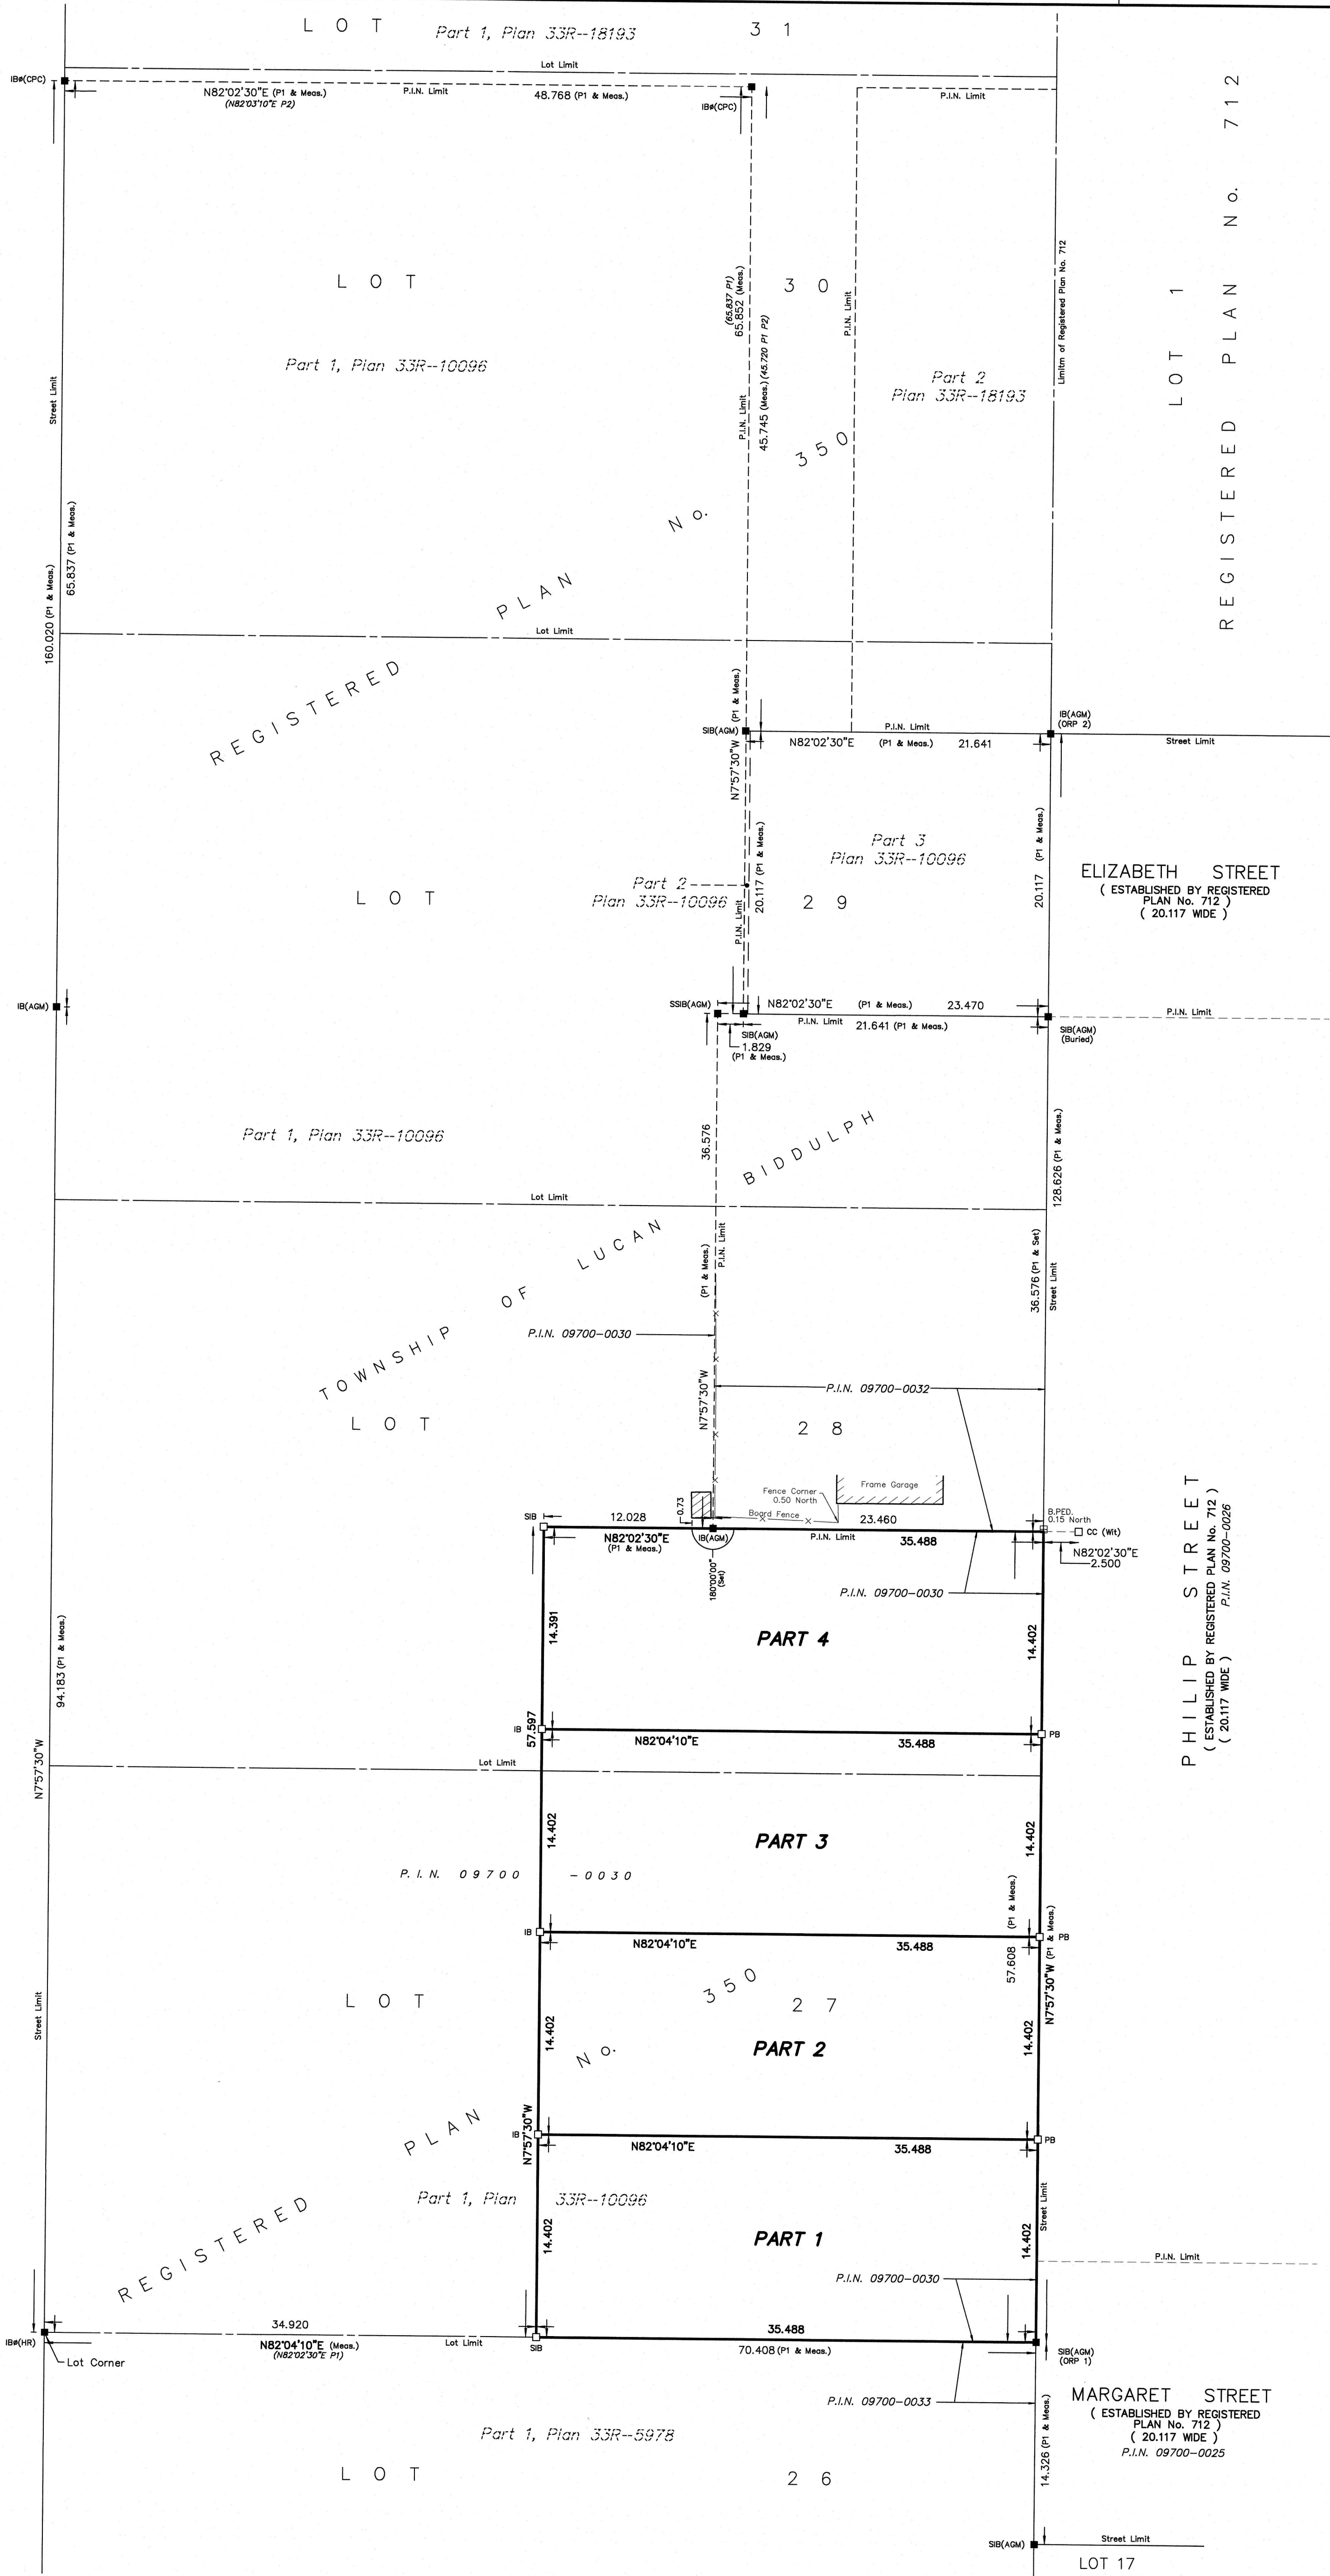 LOT 31
Part 1, Plan 33R--18193
Lot Limit
IBø(CPC)
N82°02'30"E (P1 & Meas.)
(N82°03'10"E P2)
P.I.N. Limit
48.768 (P1 & Meas.)
IBø(CPC)
P.I.N. Limit
REGISTERED PLAN No. 712
LOT 1
Limitm of Registered Plan No. 712
LOT 30
(65.837 P1)
65.852 (Meas.)
P.I.N. Limit
45.745 (Meas.)(45.720 P1 P2)
P.I.N. Limit
Part 1, Plan 33R--10096
Part 2
Plan 33R--18193
Street Limit
65.837 (P1 & Meas.)
160.020 (P1 & Meas.)
REGISTERED PLAN No. 350
Lot Limit
N7°57'30"W (P1 & Meas.)
SIB(AGM)
P.I.N. Limit
N82°02'30"E (P1 & Meas.) 21.641
IB(AGM)
(ORP 2)
Street Limit
20.117 (P1 & Meas.)
P.I.N. Limit
Part 3
Plan 33R--10096
20.117 (P1 & Meas.)
ELIZABETH STREET
( ESTABLISHED BY REGISTERED
PLAN No. 712 )
( 20.117 WIDE )
Part 2
Plan 33R--10096
LOT 29
IB(AGM)
SSIB(AGM)
N82°02'30"E (P1 & Meas.) 23.470
P.I.N. Limit 21.641 (P1 & Meas.)
SIB(AGM)
1.829
(P1 & Meas.)
SIB(AGM)
(Buried)
P.I.N. Limit
Part 1, Plan 33R--10096
36.576
(P1 & Meas.)
P.I.N. Limit
128.626 (P1 & Meas.)
36.576 (P1 & Set)
Street Limit
Lot Limit
TOWNSHIP OF LUCAN BIDDULPH
P.I.N. 09700-0030
N7°57'30"W
P.I.N. 09700-0032
LOT 28
Frame Garage
Fence Corner
0.50 North
Board Fence
0.73
SIB
12.028
N82°02'30"E
(P1 & Meas.)
IB(AGM)
180°00'00"
(Set)
23.460
P.I.N. Limit
35.488
B.PED.
0.15 North
CC (Wit)
N82°02'30"E
2.500
P.I.N. 09700-0030
PHILIP STREET
( ESTABLISHED BY REGISTERED PLAN No. 712 )
( 20.117 WIDE ) P.I.N. 09700-0026
14.391
PART 4
14.402
94.183 (P1 & Meas.)
57.597
IB
N82°04'10"E
35.488
PB
N7°57'30"W
Lot Limit
14.402
PART 3
14.402
P.I.N. 09700-0030
IB
N82°04'10"E
35.488
PB
57.608 (P1 & Meas.)
N7°57'30"W (P1 & Meas.)
Street Limit
LOT 27
14.402
PART 2
14.402
REGISTERED PLAN No. 350
IB
N7°57'30"W
N82°04'10"E
35.488
PB
Part 1, Plan 33R--10096
14.402
PART 1
14.402
Street Limit
P.I.N. Limit
P.I.N. 09700-0030
IBø(HR)
Lot Corner
34.920
N82°04'10"E (Meas.)
(N82°02'30"E P1)
Lot Limit
SIB
35.488
70.408 (P1 & Meas.)
SIB(AGM)
(ORP 1)
P.I.N. 09700-0033
MARGARET STREET
( ESTABLISHED BY REGISTERED
PLAN No. 712 )
( 20.117 WIDE )
P.I.N. 09700-0025
14.326 (P1 & Meas.)
Part 1, Plan 33R--5978
LOT 26
SIB(AGM)
Street Limit
LOT 17